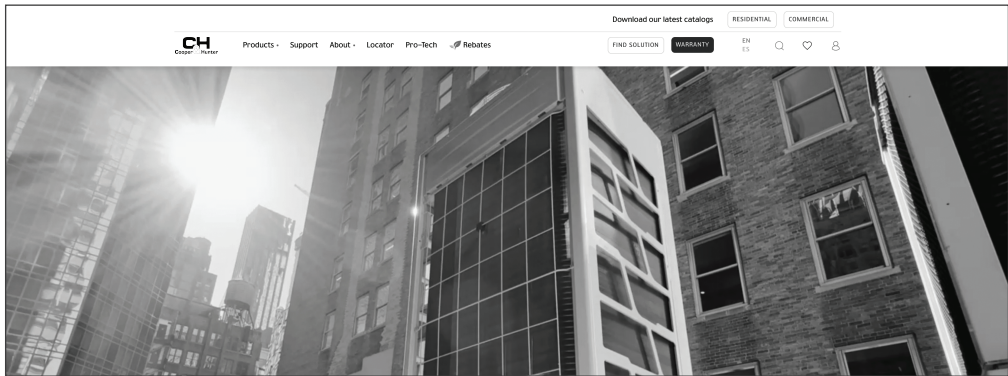 Download our latest catalogs RESIDENTIAL COMMERCIAL
CH
Cooper Hunter
Products Support About Locator Pro-Tech Rebates FIND SOLUTION WARRANTY EN
ES